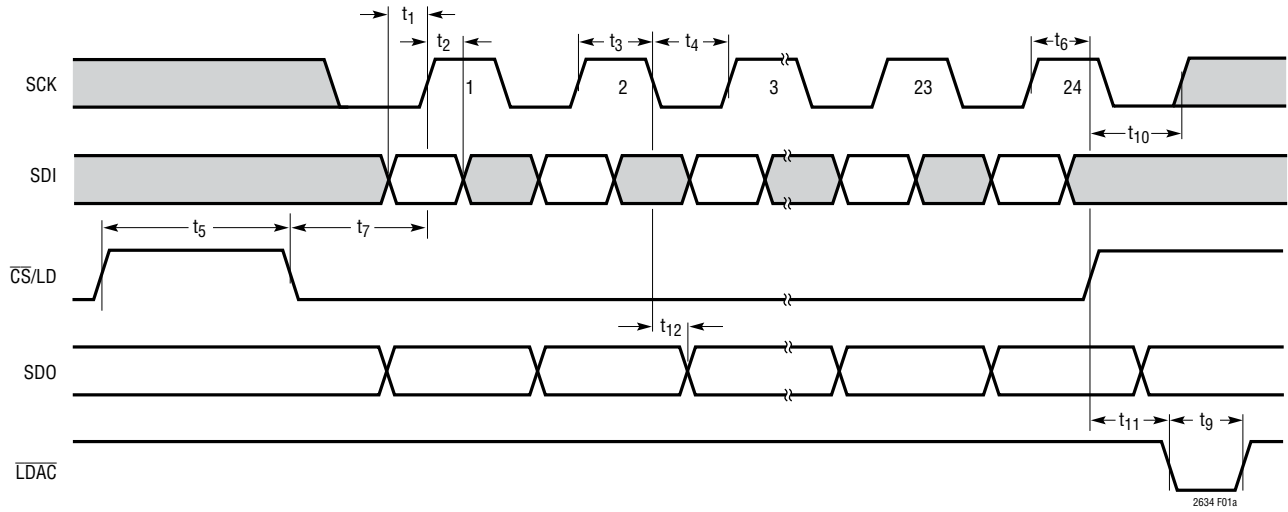 t1
t2
t3
t4
t6
SCK
1
2
3
23
24
t10
SDI
t5
t7
CS/LD
t12
SDO
t11
t9
LDAC
2634 F01a